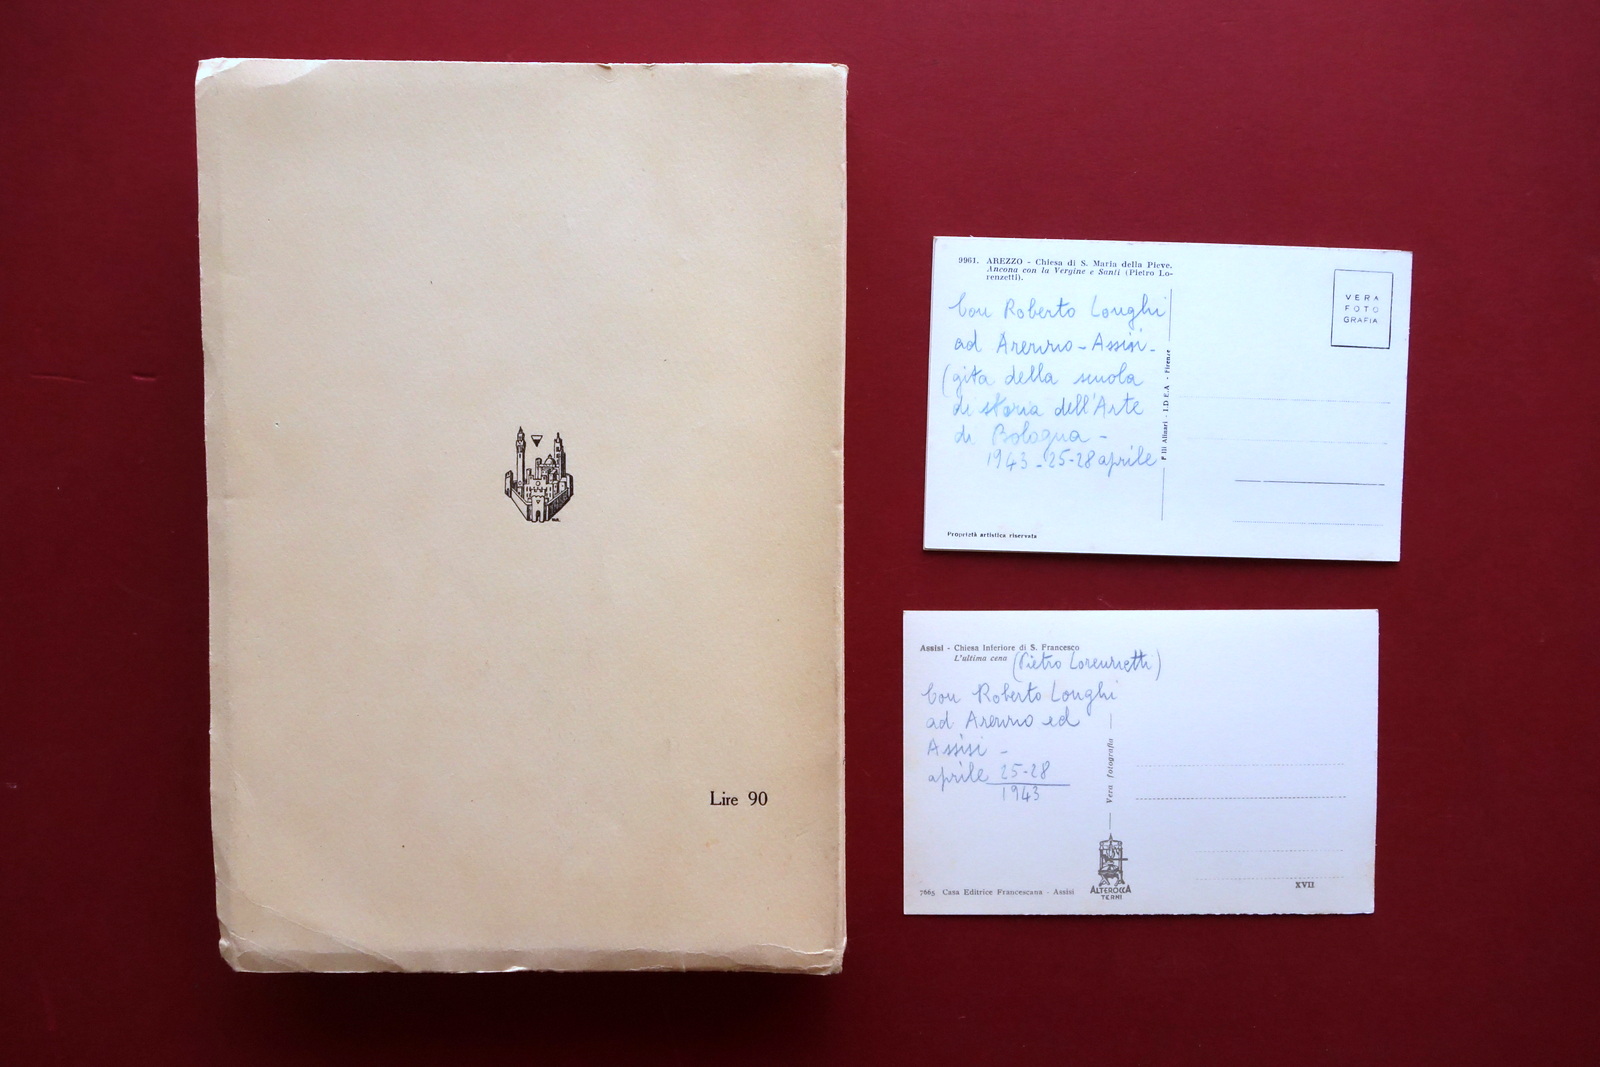 Lire 90
9961. AREZZO - Chiesa di S. Maria della Pieve.
Ancona con la Vergine e Santi (Pietro Lo-
renzetti).
VERA
FOTO
GRAFIA
Con Roberto Longhi
ad Arezzo - Assisi -
(gita della scuola
di storia dell'Arte
di Bologna -
1943 - 25-28 aprile
F.lli Alinari - I.D.E.A. - Firenze
Proprietà artistica riservata
Assisi - Chiesa Inferiore di S. Francesco
L'ultima cena (Pietro Lorenzetti)
Con Roberto Longhi
ad Arezzo ed
Assisi -
aprile 25-28
1943
Vera fotografia
7665 Casa Editrice Francescana - Assisi
ALTEROCCA
TERNI
XVII